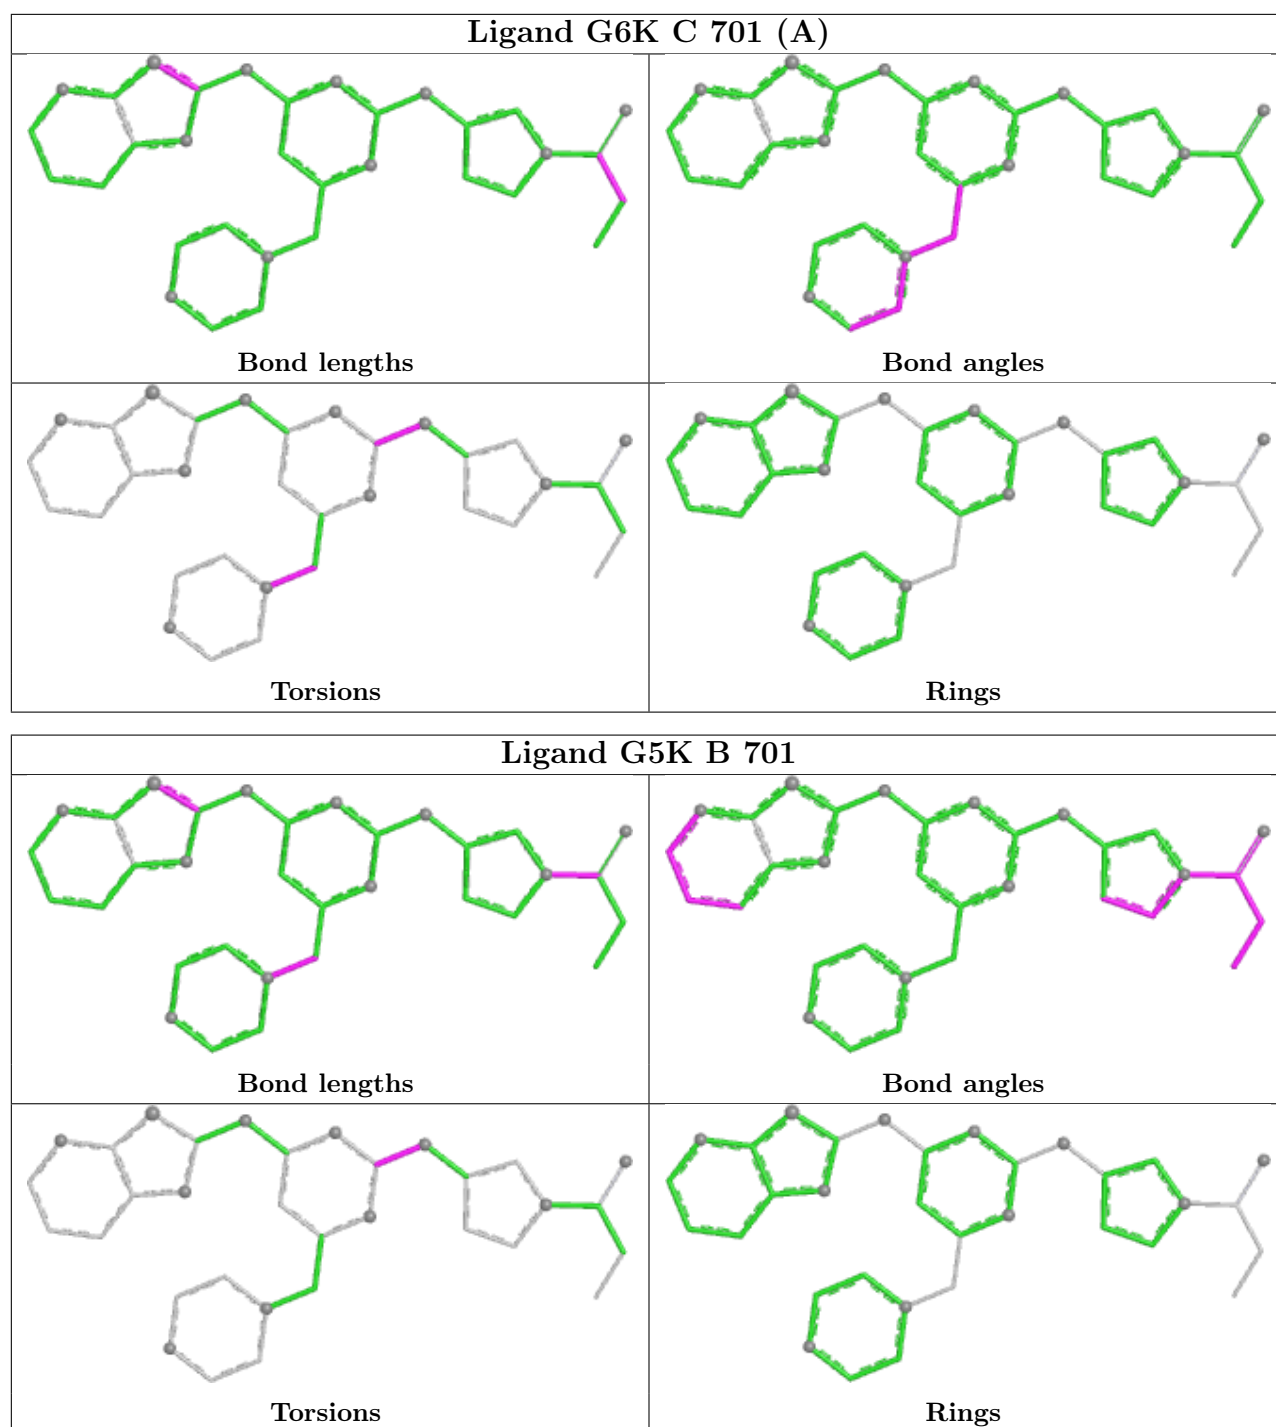 Ligand G6K C 701 (A)
Bond lengths
Bond angles
Torsions
Rings
Ligand G5K B 701
Bond lengths
Bond angles
Torsions
Rings